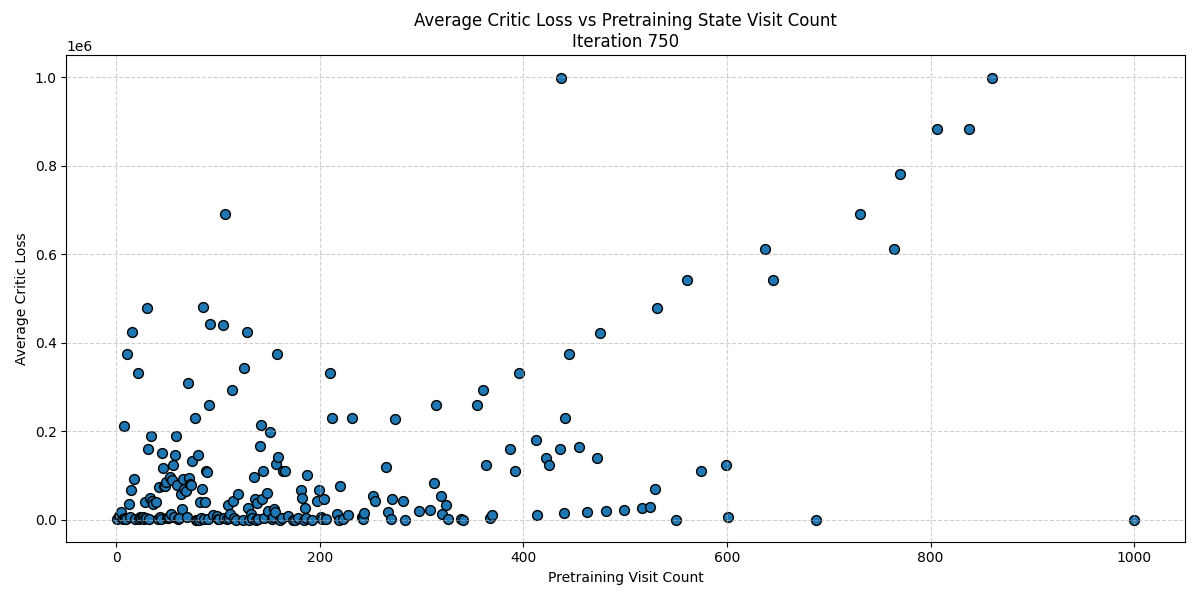 Average Critic Loss vs Pretraining State Visit Count
Iteration 750
1e6
1.0
0.8
0.6
0.4
0.2
0.0
Average Critic Loss
0 200 400 600 800 1000
Pretraining Visit Count